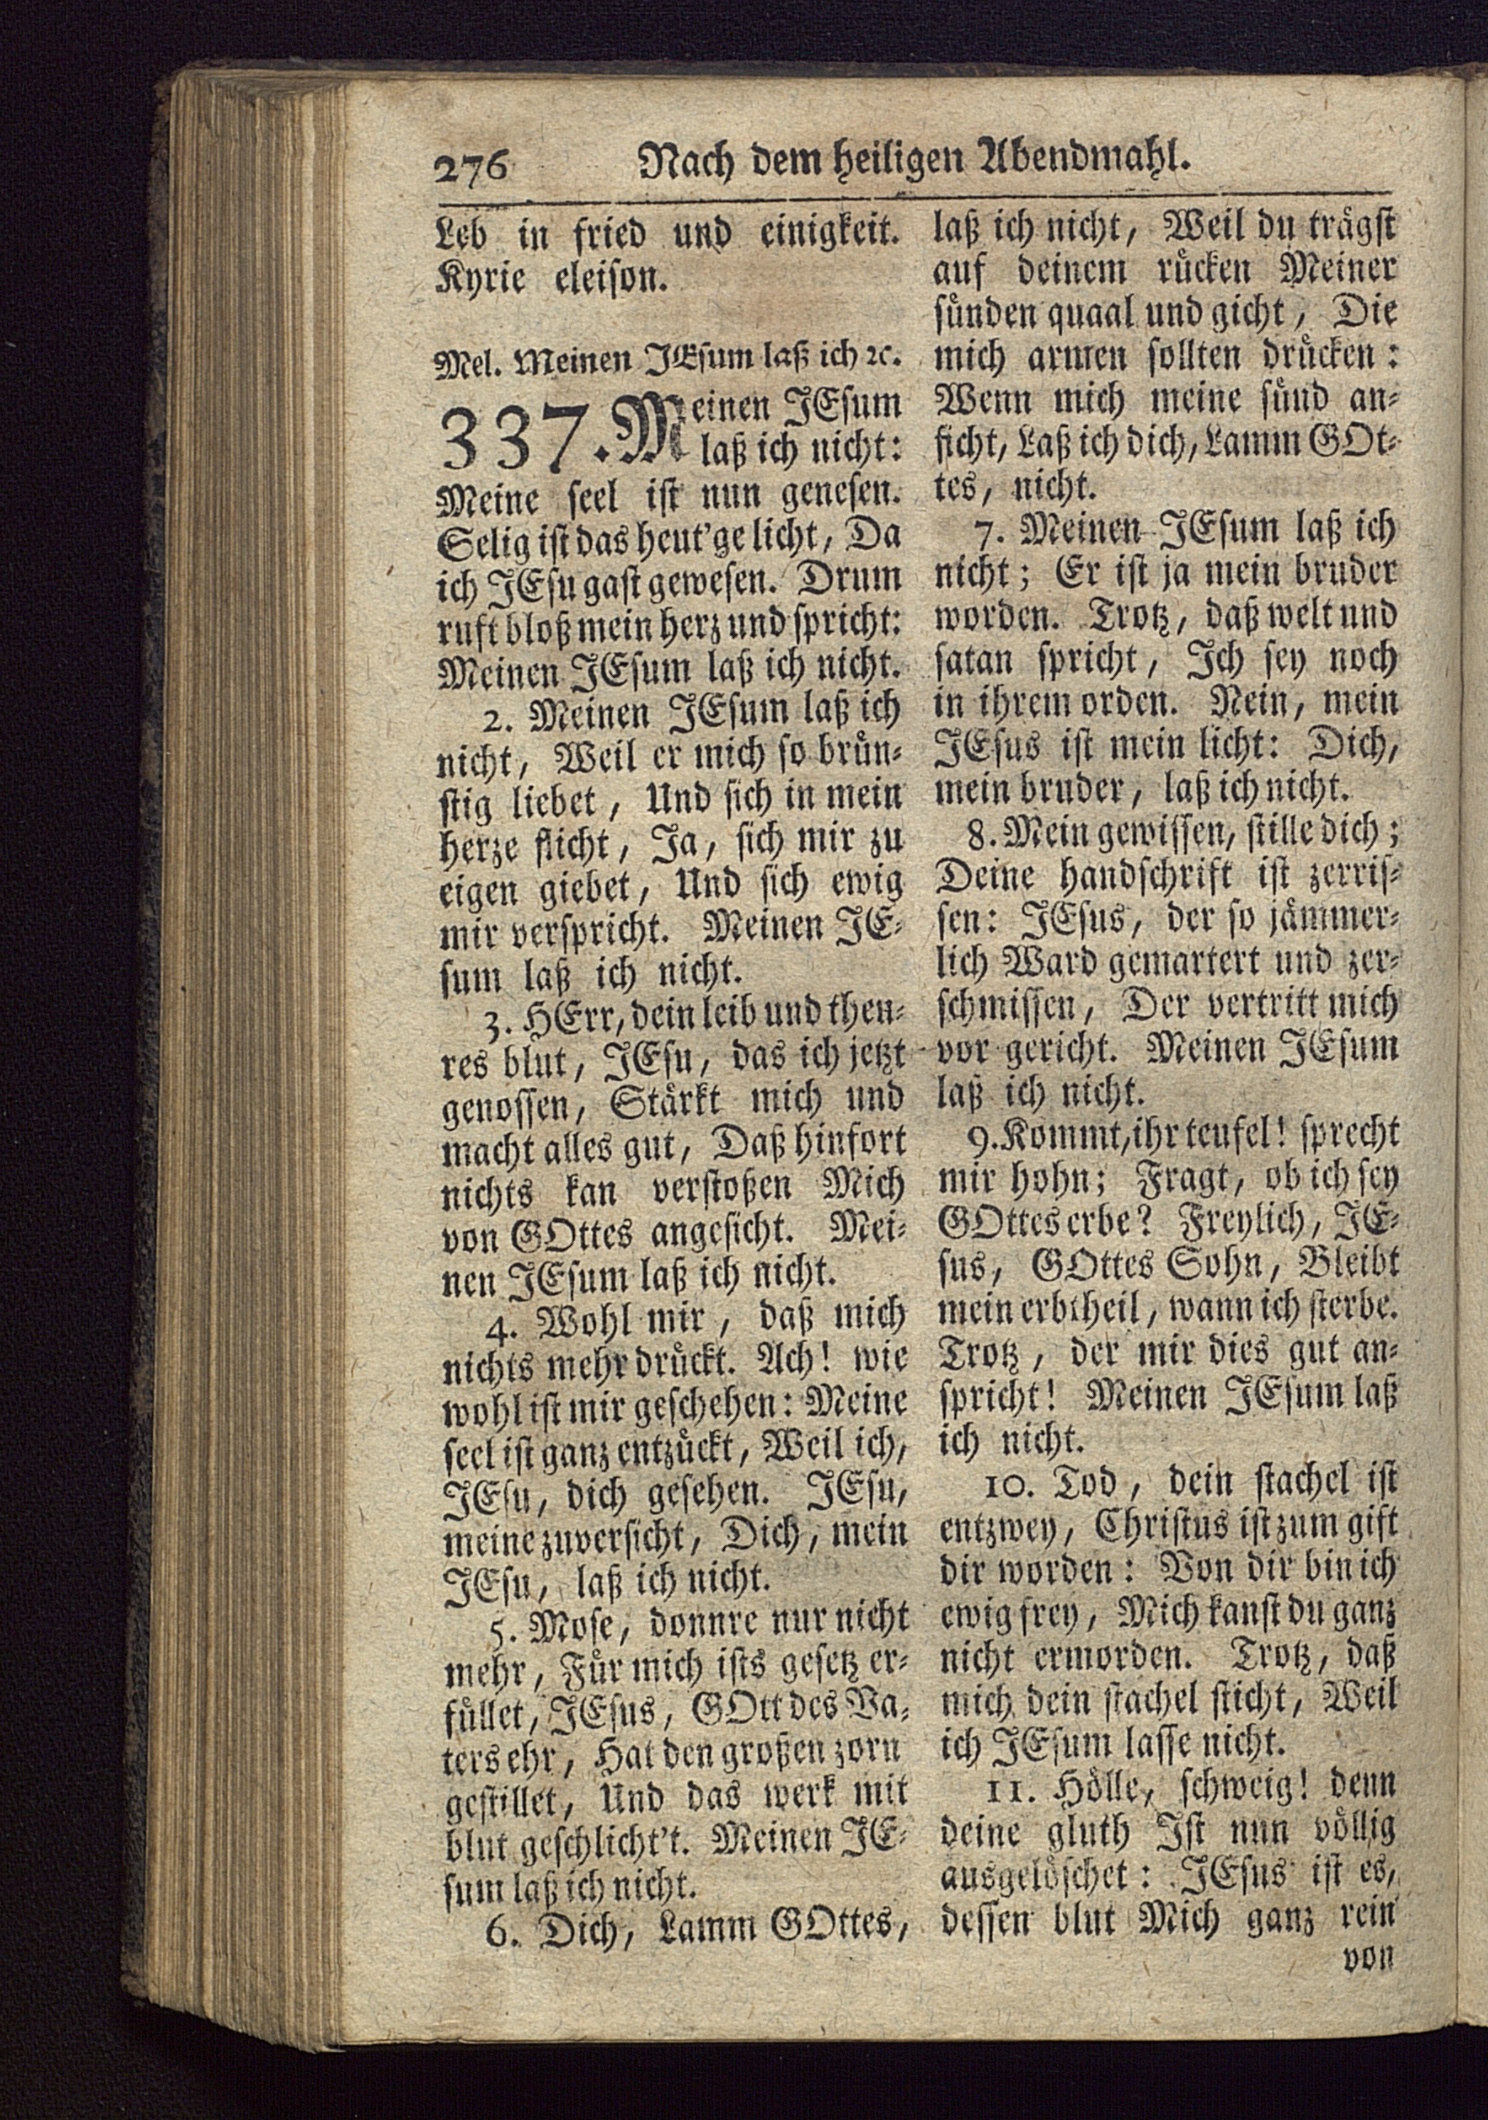 276 Nach dem heiligen Abendmahl.
Leb in fried und einigkeit.
Kyrie eleison.
Mel. Meinen JEsum laß ich ꝛc.
337. Meinen JEsum
laß ich nicht:
Meine seel ist nun genesen.
Selig ist das heut'ge licht, Da
ich JEsu gast gewesen. Drum
ruft bloß mein herz und spricht:
Meinen JEsum laß ich nicht.
2. Meinen JEsum laß ich
nicht, Weil er mich so brün-
stig liebet, Und sich in mein
herze flicht, Ja, sich mir zu
eigen giebet, Und sich ewig
mir verspricht. Meinen JE-
sum laß ich nicht.
3. HErr, dein leib und theu-
res blut, JEsu, das ich jetzt
genossen, Stärkt mich und
macht alles gut, Daß hinfort
nichts kan verstoßen Mich
von GOttes angesicht. Mei-
nen JEsum laß ich nicht.
4. Wohl mir, daß mich
nichts mehr drückt. Ach! wie
wohl ist mir geschehen: Meine
seel ist ganz entzückt, Weil ich,
JEsu, dich gesehen. JEsu,
meine zuversicht, Dich, mein
JEsu, laß ich nicht.
5. Mose, donnre nur nicht
mehr, Für mich ists gesetz er-
füllet, JEsus, GOtt des Va-
ters ehr, Hat den großen zorn
gestillet, Und das werk mit
blut geschlicht't. Meinen JE-
sum laß ich nicht.
6. Dich, Lamm GOttes,
laß ich nicht, Weil du trägst
auf deinem rücken Meiner
sünden quaal und gicht, Die
mich armen sollten drücken:
Wenn mich meine sünd an-
ficht, Laß ich dich, Lamm GOt-
tes, nicht.
7. Meinen JEsum laß ich
nicht; Er ist ja mein bruder
worden. Trotz, daß welt und
satan spricht, Ich sey noch
in ihrem orden. Nein, mein
JEsus ist mein licht: Dich,
mein bruder, laß ich nicht.
8. Mein gewissen, stille dich;
Deine handschrift ist zerris-
sen: JEsus, der so jämmer-
lich Ward gemartert und zer-
schmissen, Der vertritt mich
vor gericht. Meinen JEsum
laß ich nicht.
9. Kommt, ihr teufel! sprecht
mir hohn; Fragt, ob ich sey
GOttes erbe? Freylich, JE-
sus, GOttes Sohn, Bleibt
mein erbtheil, wann ich sterbe.
Trotz, der mir dies gut an-
spricht! Meinen JEsum laß
ich nicht.
10. Tod, dein stachel ist
entzwey, Christus ist zum gift
dir worden: Von dir bin ich
ewig frey, Mich kanst du ganz
nicht ermorden. Trotz, daß
mich dein stachel sticht, Weil
ich JEsum lasse nicht.
11. Hölle, schweig! denn
deine gluth Ist nun völlig
ausgelöschet: JEsus ist es,
dessen blut Mich ganz rein
von